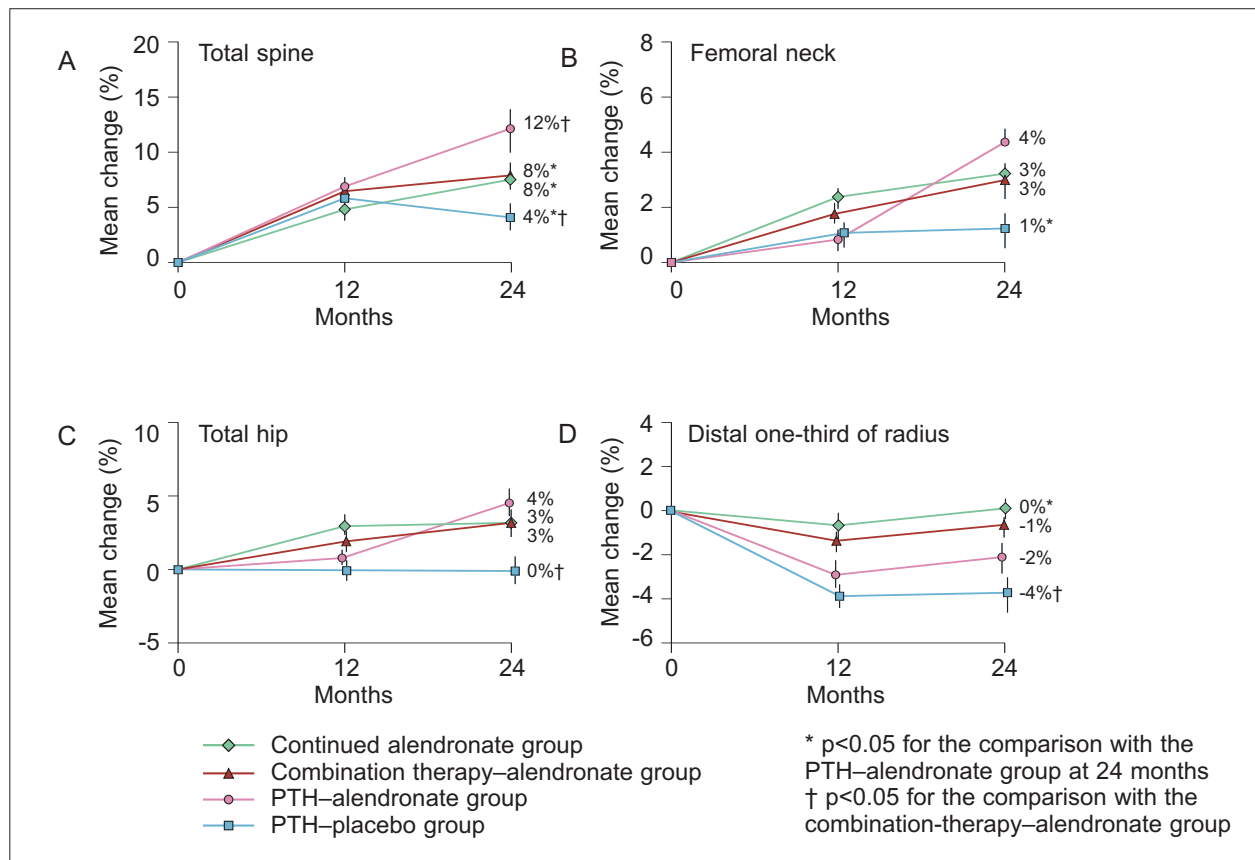 A
Total spine
Mean change (%)
20
15
10
5
0
0
12
24
Months
12%†
8%*
8%*
4%*†
B
Femoral neck
Mean change (%)
8
6
4
2
0
0
12
24
Months
4%
3%
3%
1%*
C
Total hip
Mean change (%)
10
5
0
-5
0
12
24
Months
4%
3%
3%
0%†
D
Distal one-third of radius
Mean change (%)
4
2
0
-2
-4
-6
0
12
24
Months
0%*
-1%
-2%
-4%†
Continued alendronate group
Combination therapy–alendronate group
PTH–alendronate group
PTH–placebo group
* p<0.05 for the comparison with the
PTH–alendronate group at 24 months
† p<0.05 for the comparison with the
combination-therapy–alendronate group